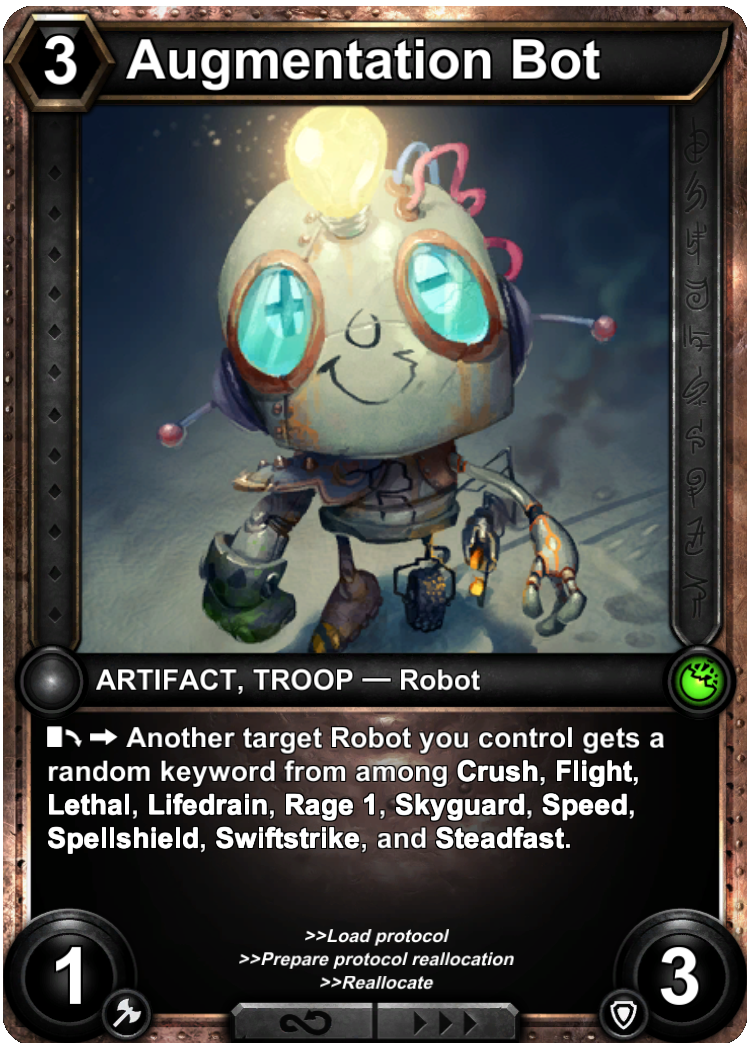 3 Augmentation Bot
ARTIFACT, TROOP — Robot
Another target Robot you control gets a
random keyword from among Crush, Flight,
Lethal, Lifedrain, Rage 1, Skyguard, Speed,
Spellshield, Swiftstrike, and Steadfast.
>>Load protocol
>>Prepare protocol reallocation
>>Reallocate
1
3